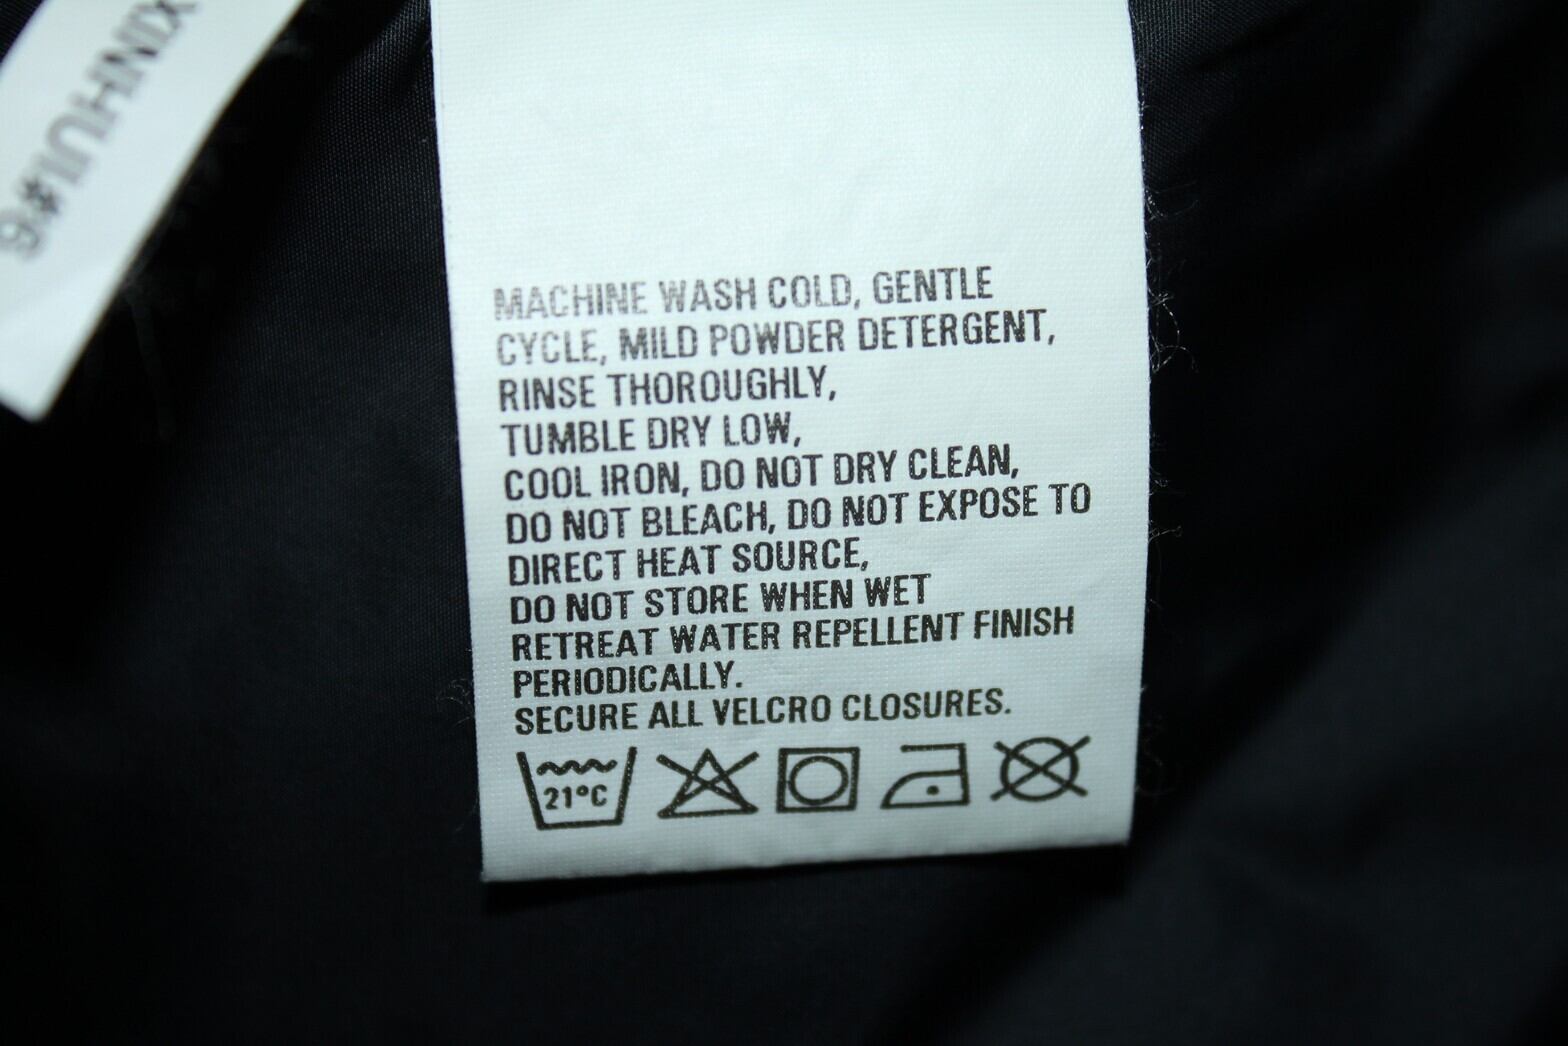 XINHUI#6
MACHINE WASH COLD, GENTLE
CYCLE, MILD POWDER DETERGENT,
RINSE THOROUGHLY,
TUMBLE DRY LOW,
COOL IRON, DO NOT DRY CLEAN,
DO NOT BLEACH, DO NOT EXPOSE TO
DIRECT HEAT SOURCE,
DO NOT STORE WHEN WET
RETREAT WATER REPELLENT FINISH
PERIODICALLY.
SECURE ALL VELCRO CLOSURES.
21°C